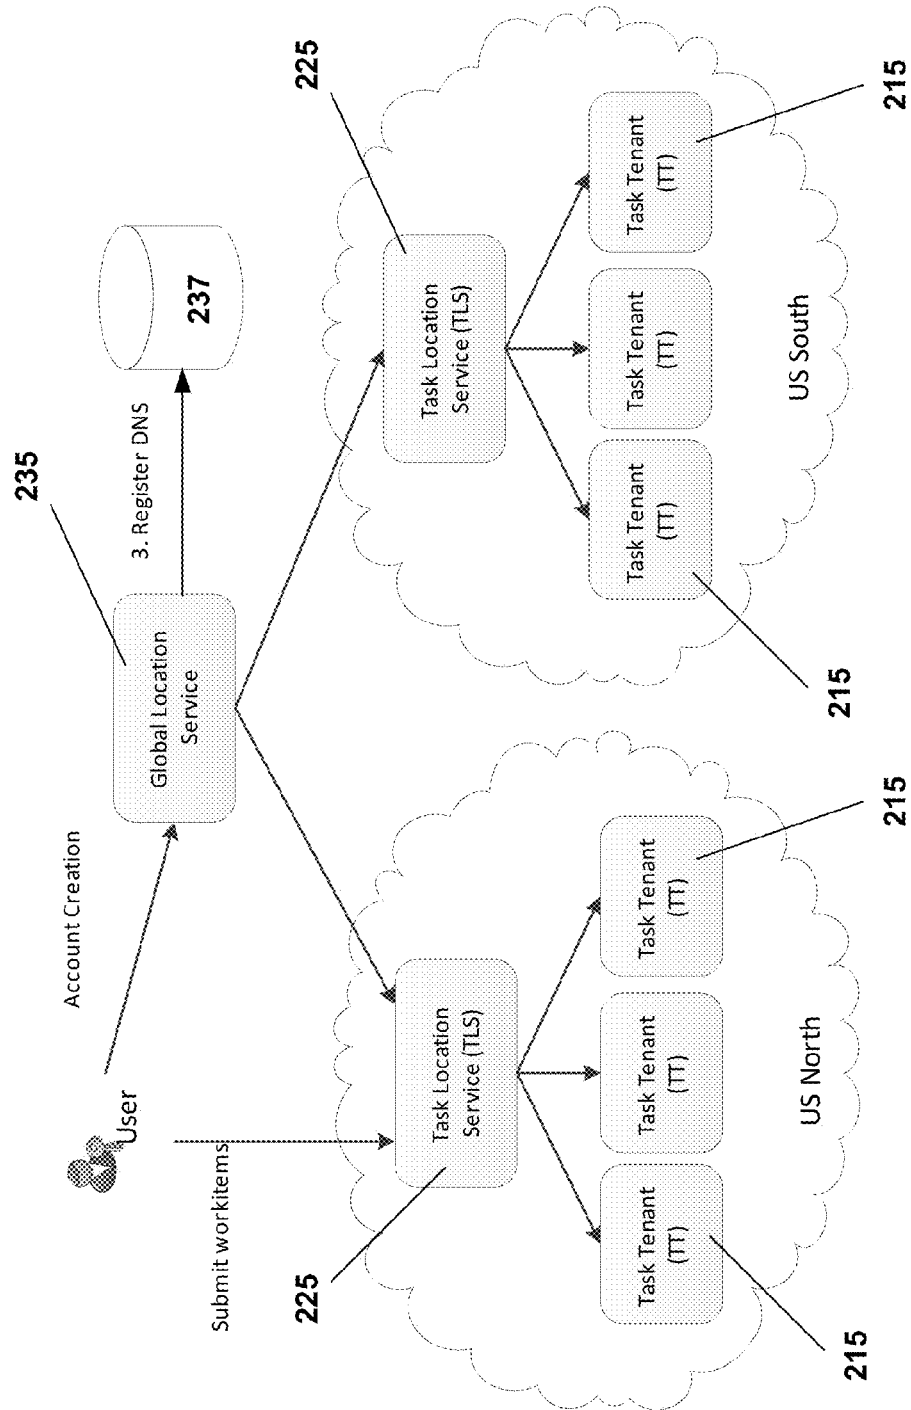 Account Creation
User
Submit workitems
235
Global Location
Service
3. Register DNS
237
225
Task Location
Service (TLS)
Task Tenant
(TT)
Task Tenant
(TT)
Task Tenant
(TT)
215
215
US North
225
Task Location
Service (TLS)
Task Tenant
(TT)
Task Tenant
(TT)
Task Tenant
(TT)
215
215
US South